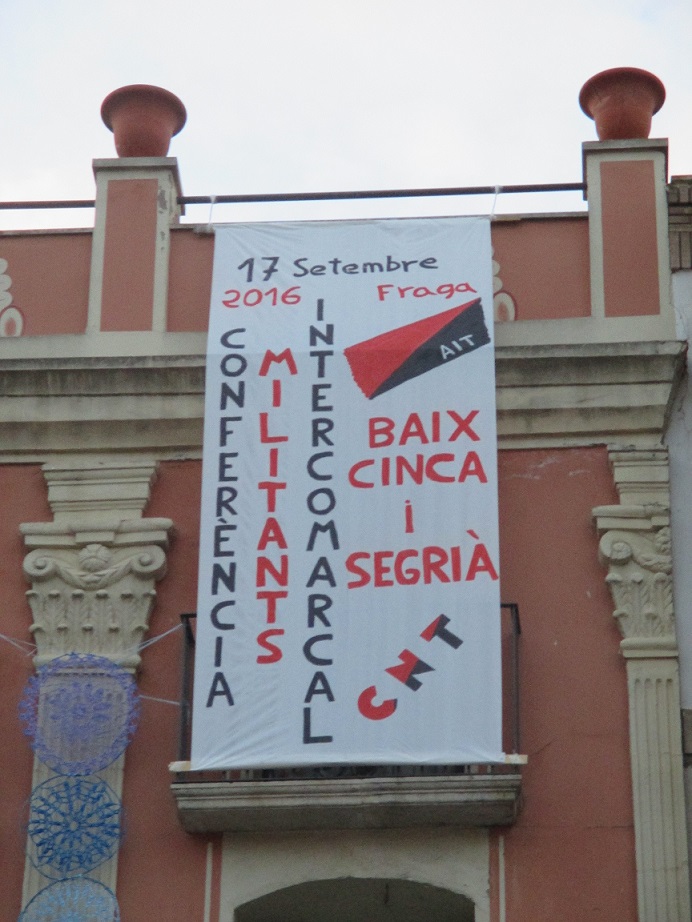 17 Setembre
2016 Fraga
CONFERÈNCIA
MILITANTS
INTERCOMARCAL
AIT
BAIX
CINCA
i
SEGRIÀ
CNT